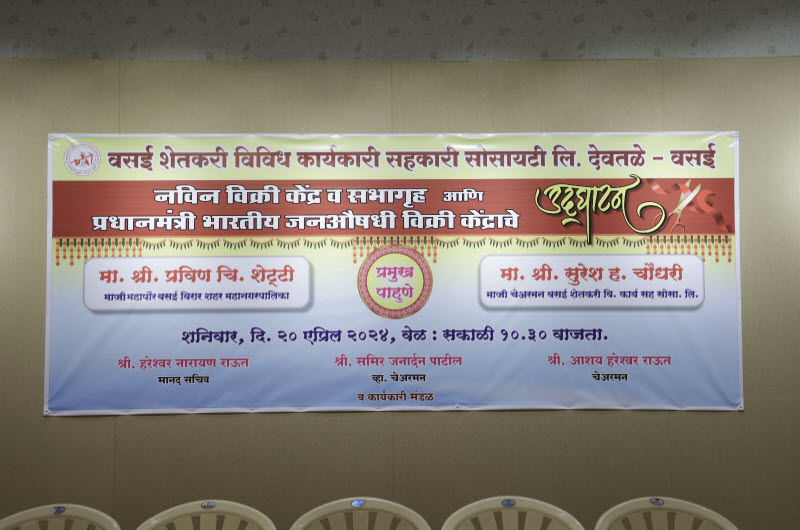 वसई शेतकरी विविध कार्यकारी सहकारी सोसायटी लि. देवतळे - वसई
नविन विक्री केंद्र व सभागृह आणि
प्रधानमंत्री भारतीय जनऔषधी विक्री केंद्राचे
उद्घाटन
मा. श्री. प्रविण चि. शेट्टी
माजी महापौर वसई विरार शहर महानगरपालिका
प्रमुख
पाहुणे
मा. श्री. सुरेश ह. चौधरी
माजी चेअरमन वसई शेतकरी वि. कार्य सह सोसा. लि.
शनिवार, दि. २० एप्रिल २०२४, वेळ : सकाळी १०.३० वाजता.
श्री. हरेश्वर नारायण राऊत
मानद सचिव
श्री. समिर जनार्दन पाटील
व्हा. चेअरमन
श्री. आशय हरेश्वर राऊत
चेअरमन
व कार्यकारी मंडळ